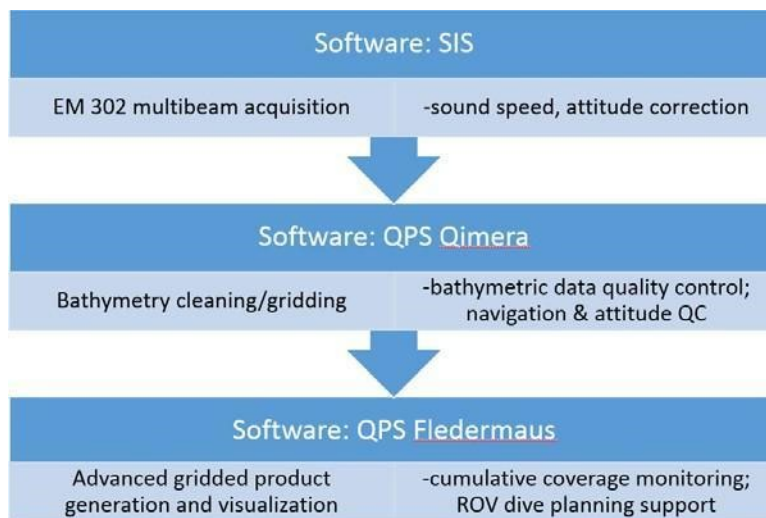 Software: SIS
EM 302 multibeam acquisition
-sound speed, attitude correction
Software: QPS Qimera
Bathymetry cleaning/gridding
-bathymetric data quality control;
navigation & attitude QC
Software: QPS Fledermaus
Advanced gridded product
generation and visualization
-cumulative coverage monitoring;
ROV dive planning support